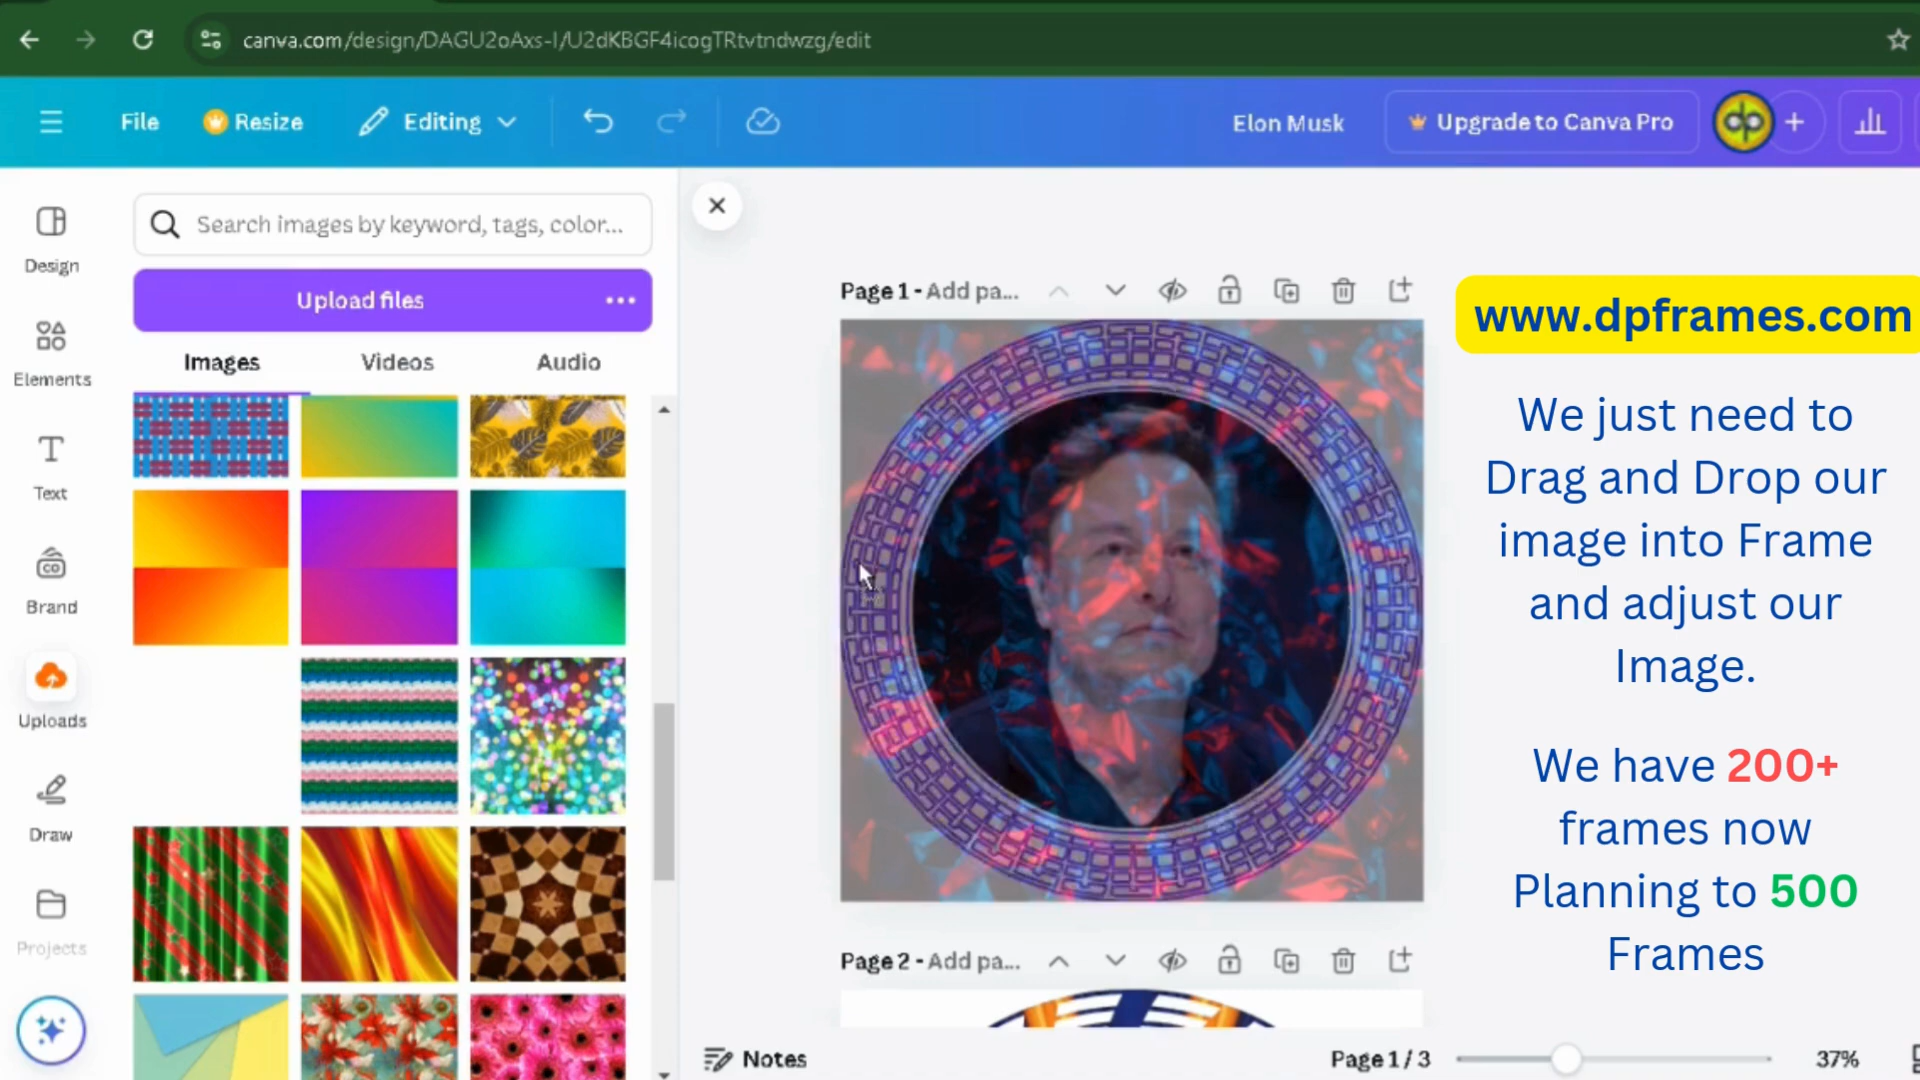 canva.com/design/DAGU2oAxs-I/U2dKBGF4icogTRtvtndwzg/edit
File
Resize
Editing
Elon Musk
Upgrade to Canva Pro
dp
Design
Elements
Text
Brand
Uploads
Draw
Projects
Search images by keyword, tags, color...
Upload files
Images
Videos
Audio
Page 1 - Add pa...
Page 2 - Add pa...
Notes
Page 1 / 3
37%
www.dpframes.com
We just need to
Drag and Drop our
image into Frame
and adjust our
Image.
We have 200+
frames now
Planning to 500
Frames